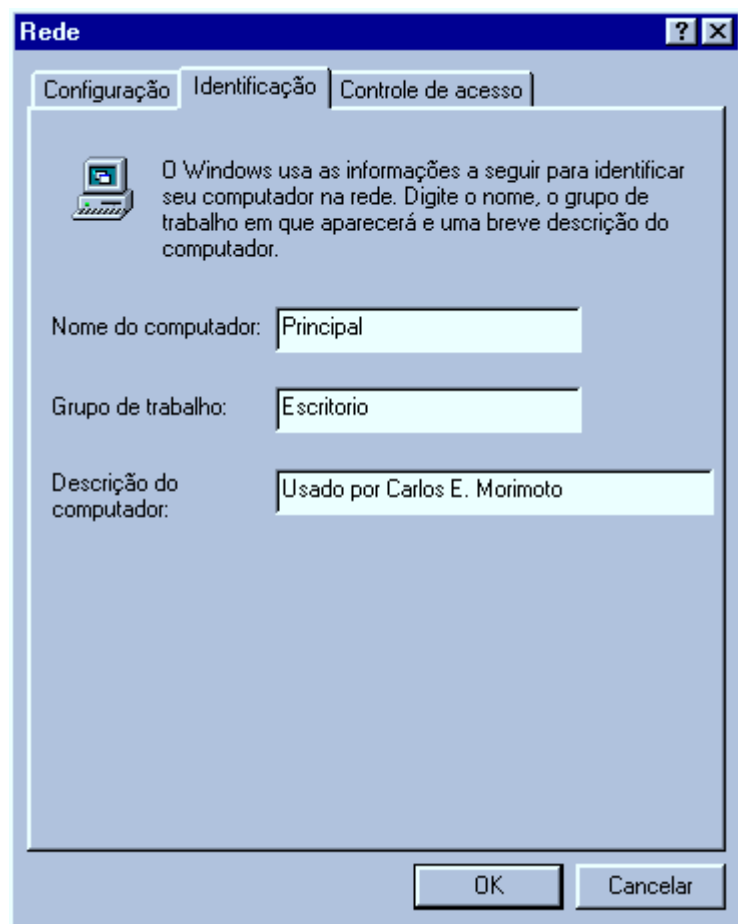 Rede
Configuração Identificação Controle de acesso
O Windows usa as informações a seguir para identificar
seu computador na rede. Digite o nome, o grupo de
trabalho em que aparecerá e uma breve descrição do
computador.
Nome do computador: Principal
Grupo de trabalho: Escritorio
Descrição do
computador:
Usado por Carlos E. Morimoto
OK Cancelar